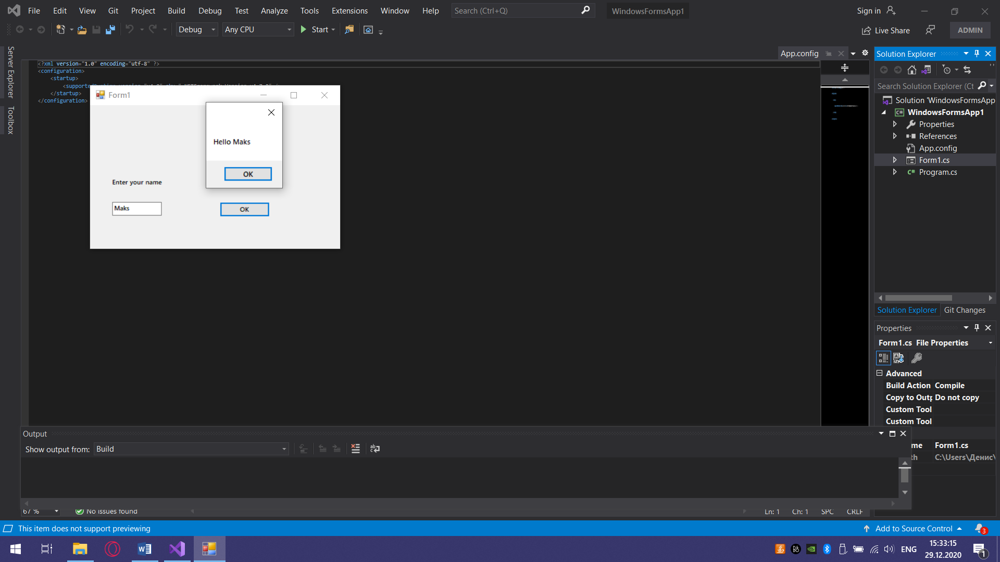 File Edit View Git Project Build Debug Test Analyze Tools Extensions Window Help Search (Ctrl+Q) WindowsFormsApp1 Sign in
Debug Any CPU Start Live Share ADMIN
Server Explorer
Toolbox
App.config
<?xml version="1.0" encoding="utf-8" ?>
<configuration>
<startup>
</startup>
</configuration>
Form1
Hello Maks
OK
Enter your name
Maks
OK
Solution Explorer
Search Solution Explorer (Ct
Solution 'WindowsFormsApp
C# WindowsFormsApp1
Properties
References
App.config
Form1.cs
C# Program.cs
Solution Explorer Git Changes
Properties
Form1.cs File Properties
Advanced
Build Action Compile
Copy to Outp Do not copy
Custom Tool
Custom Tool
me Form1.cs
th C:\Users\Денис\
Output
Show output from: Build
67 % No issues found Ln: 1 Ch: 1 SPC CRLF
This item does not support previewing Add to Source Control 3
ENG 15:33:15
29.12.2020 1